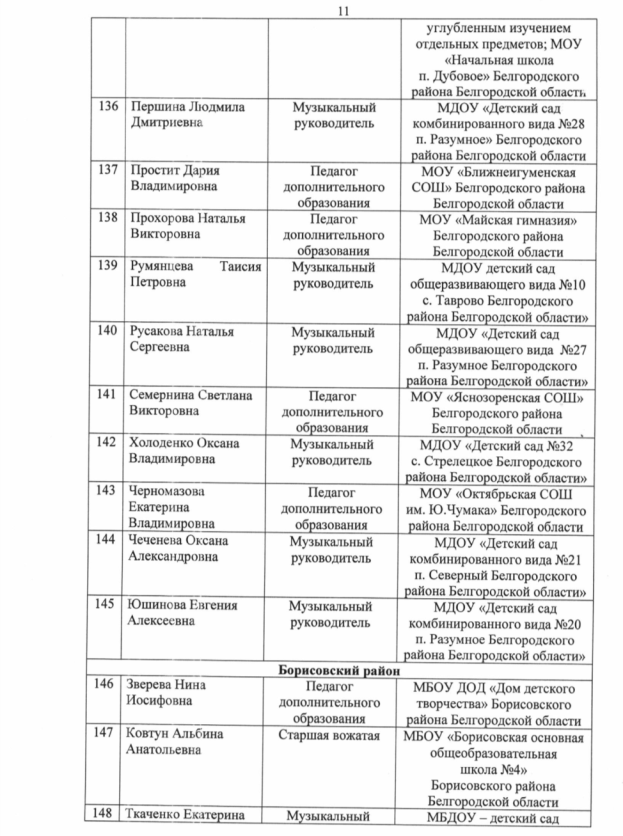 11
углубленным изучением
отдельных предметов; МОУ
«Начальная школа
п. Дубовое» Белгородского
района Белгородской области
136 Першина Людмила Музыкальный МДОУ «Детский сад
Дмитриевна руководитель комбинированного вида №28
п. Разумное» Белгородского
района Белгородской области
137 Простит Дария Педагог МОУ «Ближнеигуменская
Владимировна дополнительного СОШ» Белгородского района
образования Белгородской области
138 Прохорова Наталья Педагог МОУ «Майская гимназия»
Викторовна дополнительного Белгородского района
образования Белгородской области
139 Румянцева Таисия Музыкальный МДОУ детский сад
Петровна руководитель общеразвивающего вида №10
с. Таврово Белгородского
района Белгородской области»
140 Русакова Наталья Музыкальный МДОУ «Детский сад
Сергеевна руководитель общеразвивающего вида №27
п. Разумное Белгородского
района Белгородской области»
141 Семернина Светлана Педагог МОУ «Яснозоренская СОШ»
Викторовна дополнительного Белгородского района
образования Белгородской области
142 Холоденко Оксана Музыкальный МДОУ «Детский сад №32
Владимировна руководитель с. Стрелецкое Белгородского
района Белгородской области»
143 Черномазова Педагог МОУ «Октябрьская СОШ
Екатерина дополнительного им. Ю.Чумака» Белгородского
Владимировна образования района Белгородской области
144 Чеченева Оксана Музыкальный МДОУ «Детский сад
Александровна руководитель комбинированного вида №21
п. Северный Белгородского
района Белгородской области»
145 Юшинова Евгения Музыкальный МДОУ «Детский сад
Алексеевна руководитель комбинированного вида №20
п. Разумное Белгородского
района Белгородской области»
Борисовский район
146 Зверева Нина Педагог МБОУ ДОД «Дом детского
Иосифовна дополнительного творчества» Борисовского
образования района Белгородской области
147 Ковтун Альбина Старшая вожатая МБОУ «Борисовская основная
Анатольевна общеобразовательная
школа №4»
Борисовского района
Белгородской области
148 Ткаченко Екатерина Музыкальный МБДОУ – детский сад